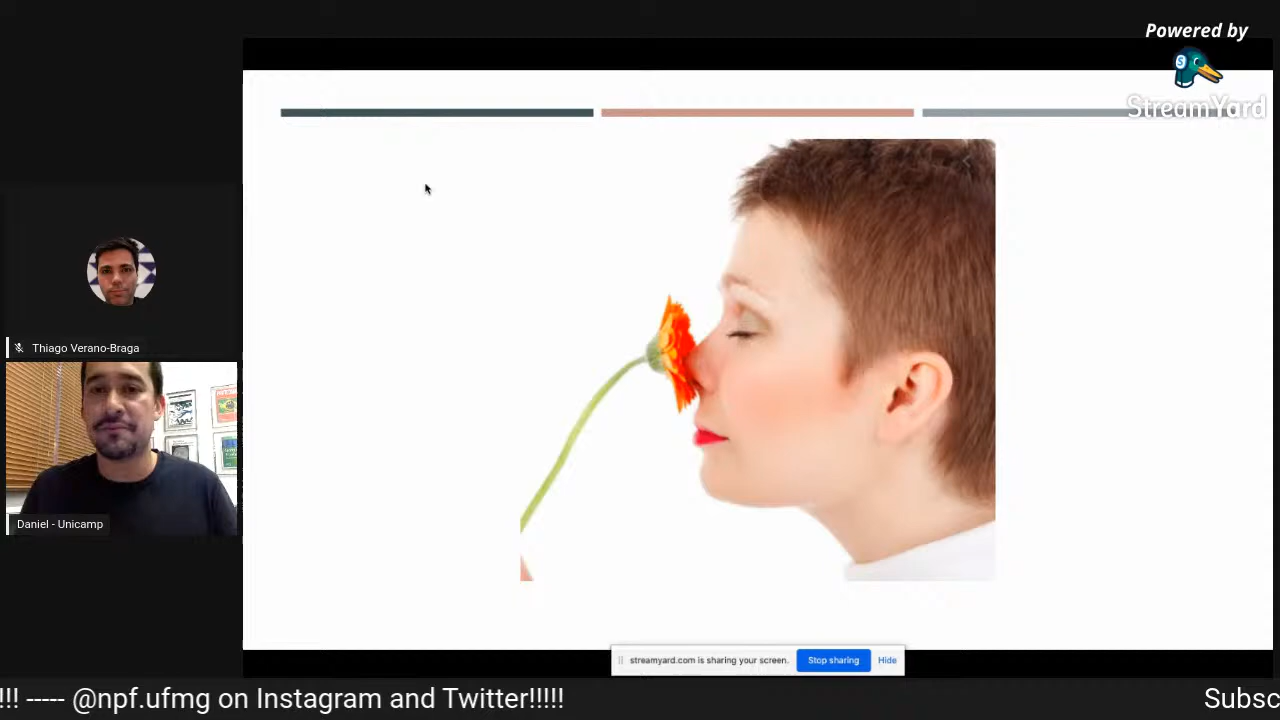 Powered by
StreamYard
Thiago Verano-Braga
Daniel - Unicamp
streamyard.com is sharing your screen. Stop sharing Hide
!!! ----- @npf.ufmg on Instagram and Twitter!!!!! Subsc